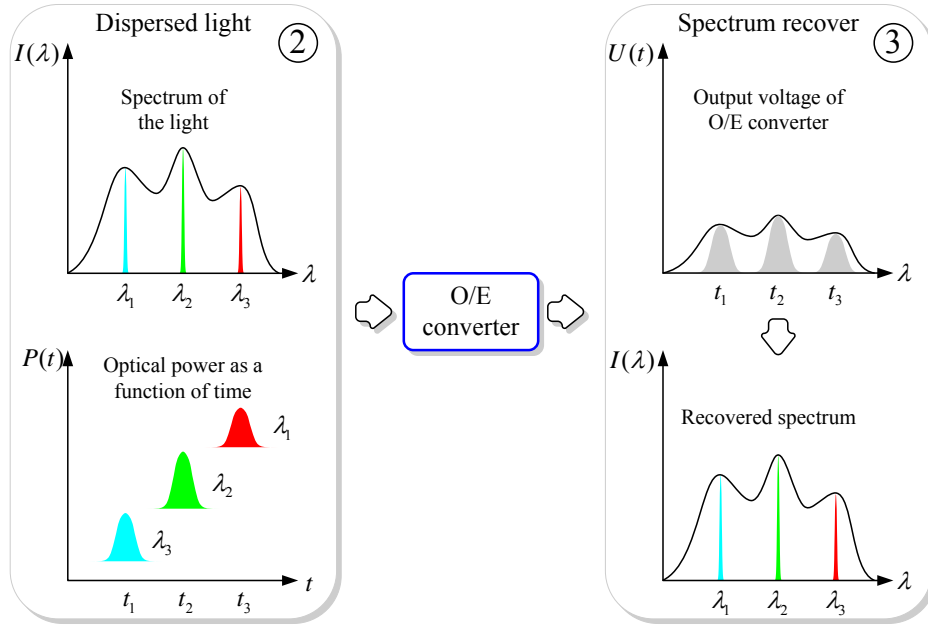 Dispersed light
②
I(λ)
Spectrum of
the light
λ
λ₁ λ₂ λ₃
P(t)
Optical power as a
function of time
λ₁
λ₂
λ₃
t
t₁ t₂ t₃
O/E
converter
Spectrum recover
③
U(t)
Output voltage of
O/E converter
λ
t₁ t₂ t₃
I(λ)
Recovered spectrum
λ
λ₁ λ₂ λ₃